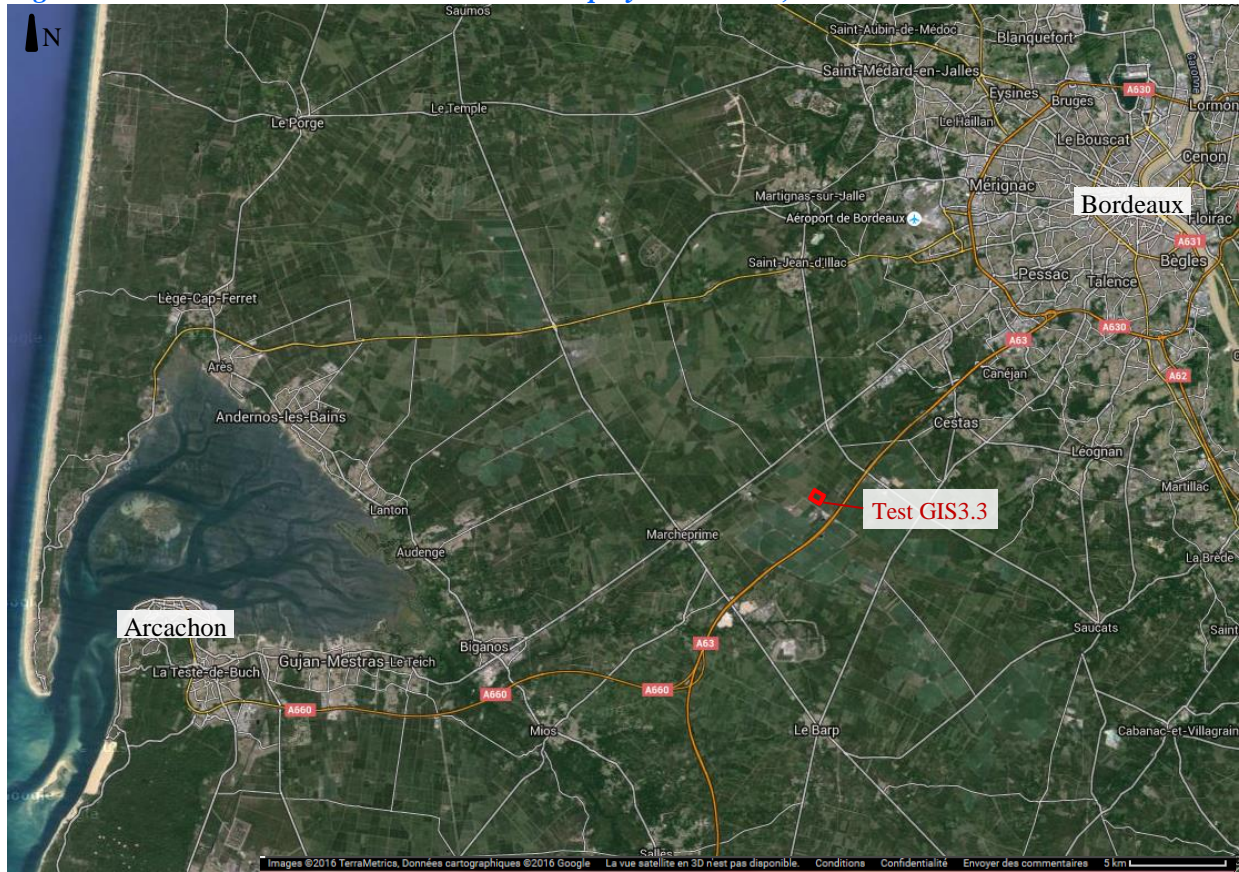 N
Saumos
Saint-Aubin-de-Médoc
Blanquefort
Garonne
Saint-Médard-en-Jalles
Eysines
A630
Bruges
Lormon
Le Temple
Le Porge
Le Haillan
Le Bouscat
Cenon
Mérignac
Martignas-sur-Jalle
Bordeaux
Aéroport de Bordeaux
Floirac
A631
Saint-Jean-d'Illac
Bègles
Pessac
Talence
Lège-Cap-Ferret
A630
A63
Arès
Canéjan
A62
Andernos-les-Bains
Cestas
Léognan
Martillac
Lanton
Test GIS3.3
Marcheprime
Audenge
La Brède
Arcachon
Saucats
Saint
A63
Biganos
Gujan-Mestras
Le Teich
La Teste-de-Buch
A660
A660
A660
Mios
Le Barp
Cabanac-et-Villagrain
Salles
Images ©2016 TerraMetrics, Données cartographiques ©2016 Google La vue satellite en 3D n'est pas disponible. Conditions Confidentialité Envoyer des commentaires 5 km